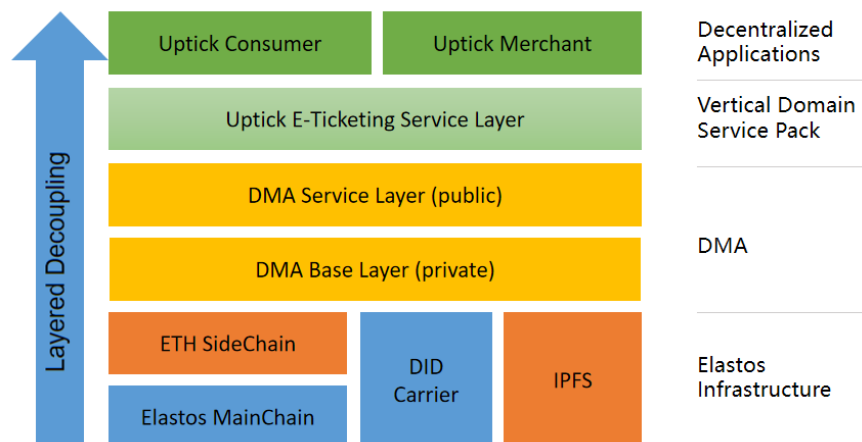 Layered Decoupling
Uptick Consumer
Uptick Merchant
Decentralized
Applications
Uptick E-Ticketing Service Layer
Vertical Domain
Service Pack
DMA Service Layer (public)
DMA Base Layer (private)
DMA
ETH SideChain
Elastos MainChain
DID
Carrier
IPFS
Elastos
Infrastructure